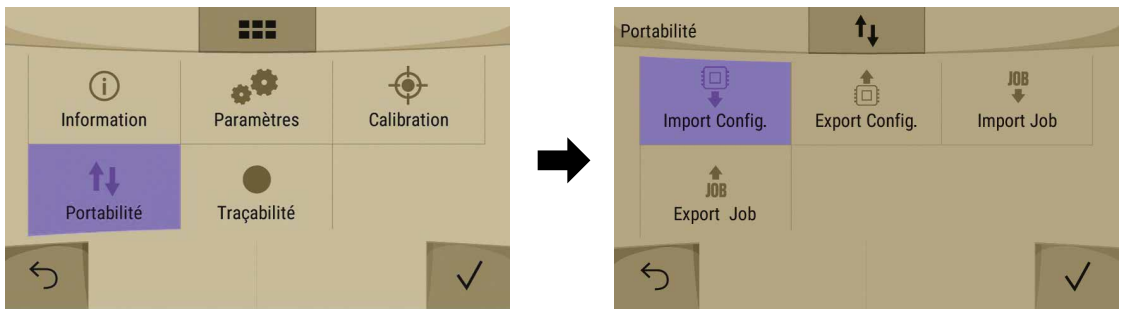 Information
Paramètres
Calibration
Portabilité
Traçabilité
Portabilité
Import Config.
Export Config.
JOB
Import Job
JOB
Export Job